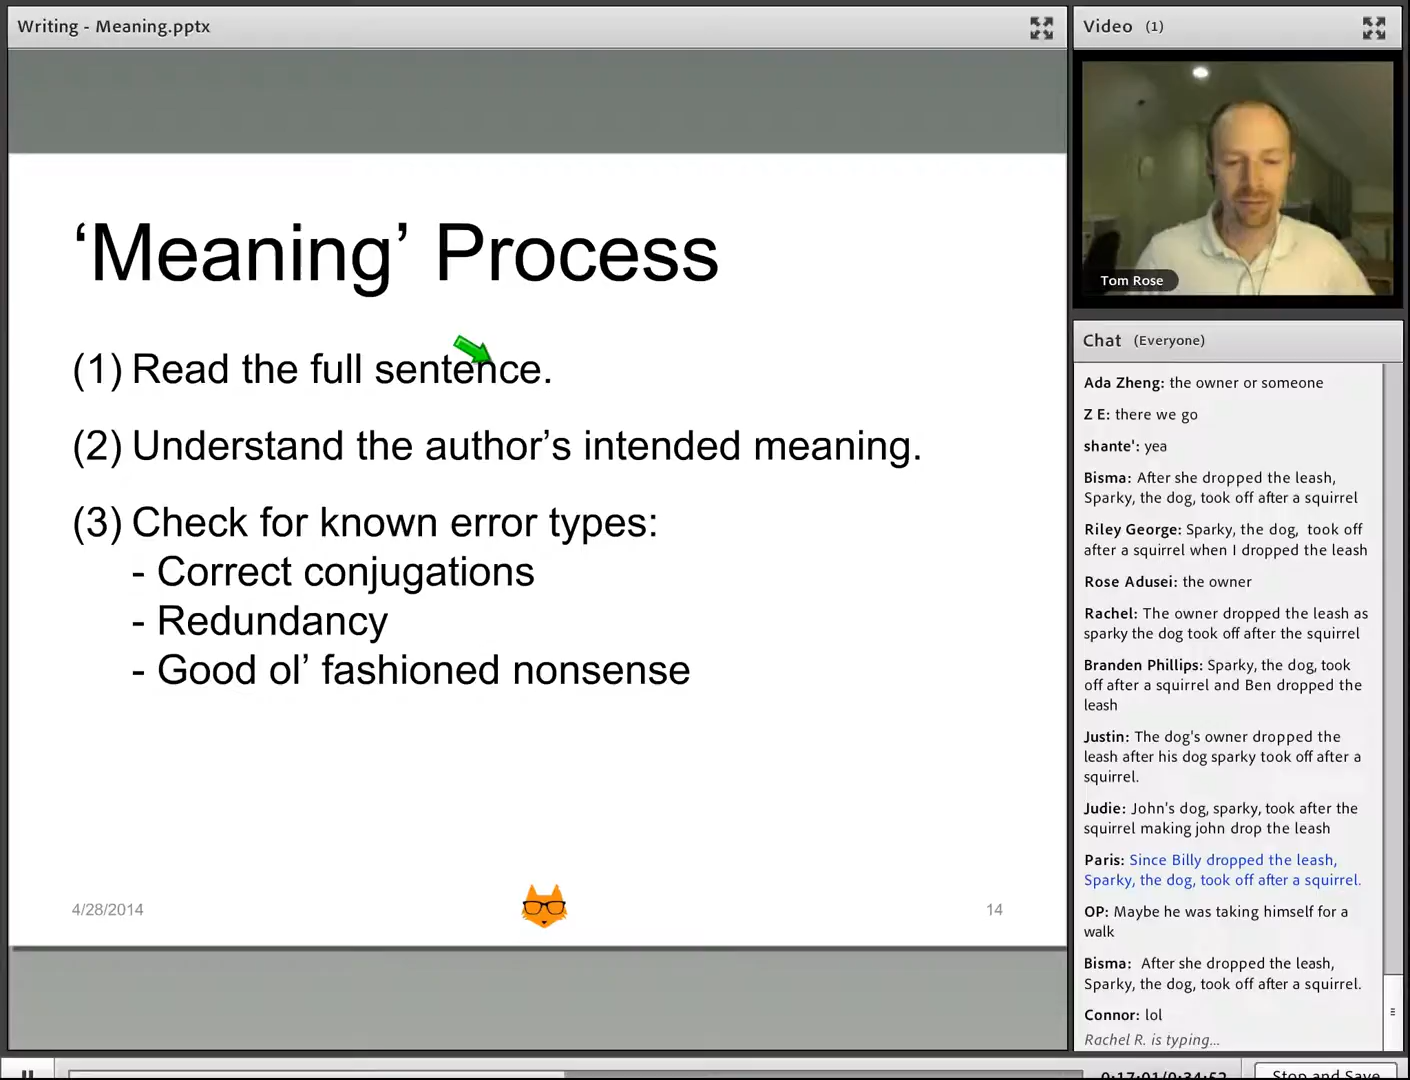 Writing - Meaning.pptx
‘Meaning’ Process
(1) Read the full sentence.
(2) Understand the author’s intended meaning.
(3) Check for known error types:
- Correct conjugations
- Redundancy
- Good ol’ fashioned nonsense
4/28/2014
14
Video (1)
Tom Rose
Chat (Everyone)
Ada Zheng: the owner or someone
Z E: there we go
shante': yea
Bisma: After she dropped the leash,
Sparky, the dog, took off after a squirrel
Riley George: Sparky, the dog, took off
after a squirrel when I dropped the leash
Rose Adusei: the owner
Rachel: The owner dropped the leash as
sparky the dog took off after the squirrel
Branden Phillips: Sparky, the dog, took
off after a squirrel and Ben dropped the
leash
Justin: The dog's owner dropped the
leash after his dog sparky took off after a
squirrel.
Judie: John's dog, sparky, took after the
squirrel making john drop the leash
Paris: Since Billy dropped the leash,
Sparky, the dog, took off after a squirrel.
OP: Maybe he was taking himself for a
walk
Bisma: After she dropped the leash,
Sparky, the dog, took off after a squirrel.
Connor: lol
Rachel R. is typing...
0:17:01/0:34:52
Stop and Save